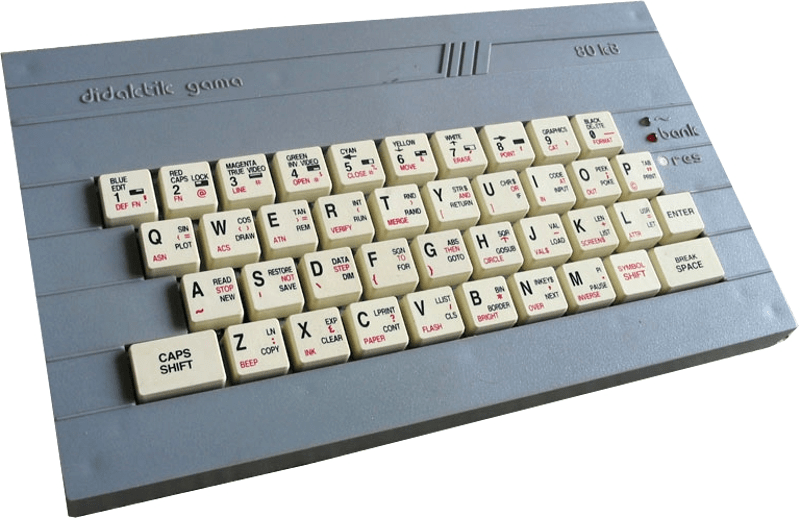 didaktik gama
80 kB
bank
res
BLUE
EDIT
1
DEF FN
RED
CAPS LOCK
2
FN @
MAGENTA
TRUE VIDEO
3
LINE #
GREEN
INV VIDEO
4
OPEN #
CYAN
5
CLOSE #
YELLOW
6
MOVE
WHITE
7
ERASE
8
POINT (
GRAPHICS
9
CAT )
BLACK
DELETE
0
FORMAT
Q
SIN
<=
PLOT
ASN
W
COS
<>
DRAW
ACS
E
TAN
>=
REM
ATN
R
INT
<
RUN
VERIFY
T
RND
>
RAND
MERGE
Y
STR$
AND
RETURN
[
U
CHR$
OR
IF
]
I
CODE
AT
INPUT
IN
O
PEEK
;
POKE
OUT
P
TAB
"
PRINT
©
A
READ
STOP
NEW
~
S
RESTORE
NOT
SAVE
|
D
DATA
STEP
DIM
\
F
SGN
TO
FOR
{
G
ABS
THEN
GOTO
}
H
SQR
↑
GOSUB
CIRCLE
J
VAL
−
LOAD
VAL$
K
LEN
+
LIST
SCREEN$
L
USR
=
LET
ATTR
ENTER
CAPS
SHIFT
Z
LN
:
COPY
BEEP
X
EXP
£
CLEAR
INK
C
LPRINT
?
CONT
PAPER
V
LLIST
/
CLS
FLASH
B
BIN
*
BORDER
BRIGHT
N
INKEY$
,
NEXT
OVER
M
PI
.
PAUSE
INVERSE
SYMBOL
SHIFT
BREAK
SPACE